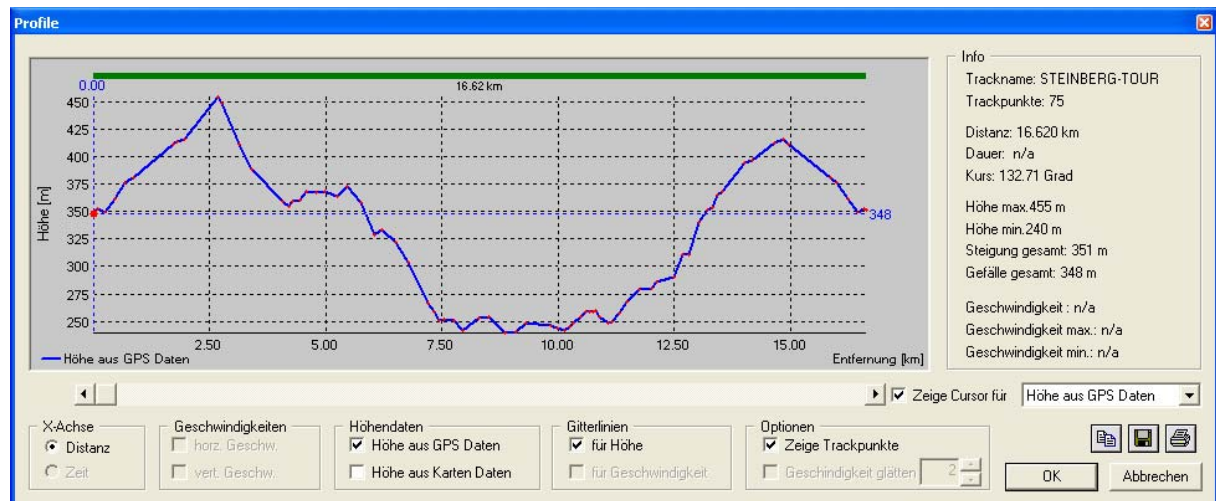 Profile
0.00
16.62 km
450
425
400
375
350
325
300
275
250
Höhe [m]
348
2.50 5.00 7.50 10.00 12.50 15.00
Höhe aus GPS Daten
Entfernung [km]
Info
Trackname: STEINBERG-TOUR
Trackpunkte: 75
Distanz: 16.620 km
Dauer: n/a
Kurs: 132.71 Grad
Höhe max.455 m
Höhe min.240 m
Steigung gesamt: 351 m
Gefälle gesamt: 348 m
Geschwindigkeit : n/a
Geschwindigkeit max.: n/a
Geschwindigkeit min.: n/a
Zeige Cursor für
Höhe aus GPS Daten
X-Achse
Distanz
Zeit
Geschwindigkeiten
horz. Geschw.
vert. Geschw.
Höhendaten
Höhe aus GPS Daten
Höhe aus Karten Daten
Gitterlinien
für Höhe
für Geschwindigkeit
Optionen
Zeige Trackpunkte
Geschindigkeit glätten 2
OK
Abbrechen